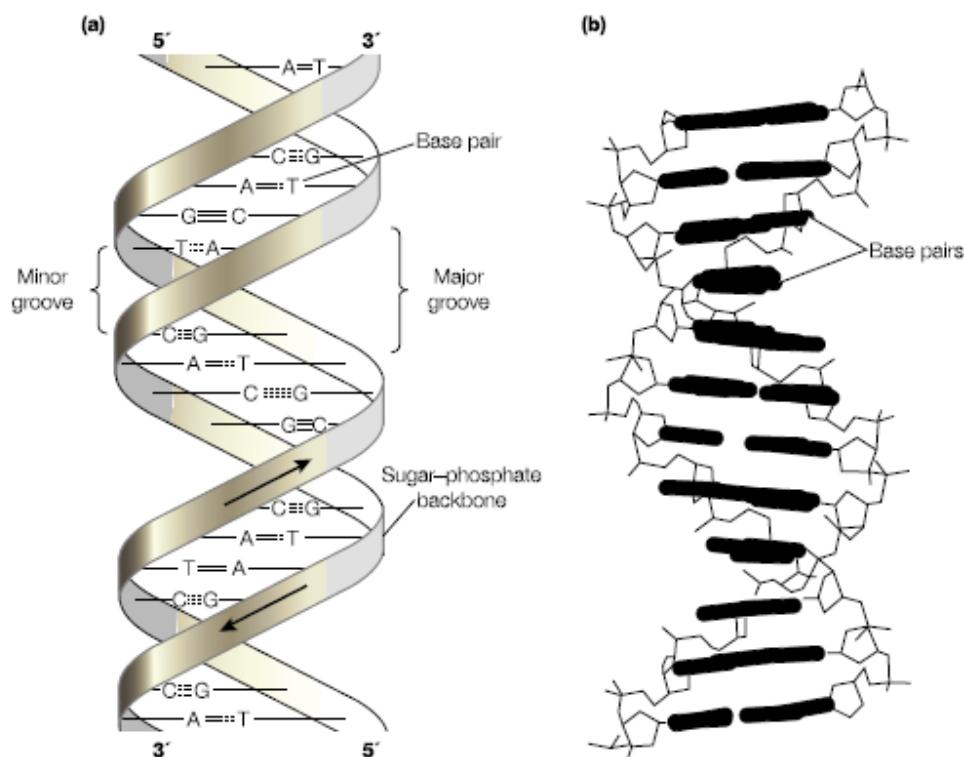 (a)
5´ 3´
A T
C G
Base pair
A T
G C
T A
Minor
groove
Major
groove
C G
A T
C G
G C
Sugar–phosphate
backbone
C G
A T
T A
C G
C G
A T
3´ 5´
(b)
Base pairs